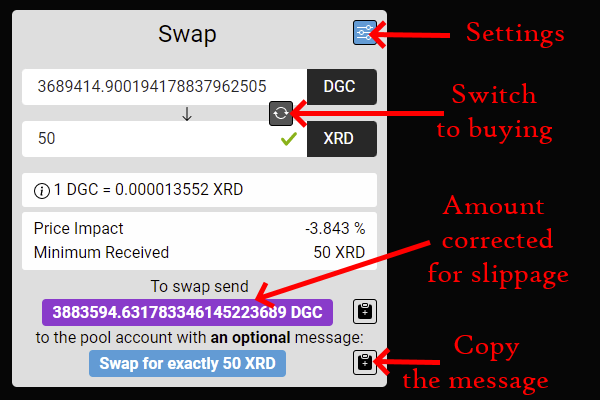 Swap
Settings
3689414.900194178837962505 DGC
Switch
to buying
50 XRD
1 DGC = 0.000013552 XRD
Price Impact -3.843 %
Minimum Received 50 XRD
Amount
corrected
for slippage
To swap send
3883594.631783346145223689 DGC
to the pool account with an optional message:
Swap for exactly 50 XRD
Copy
the message